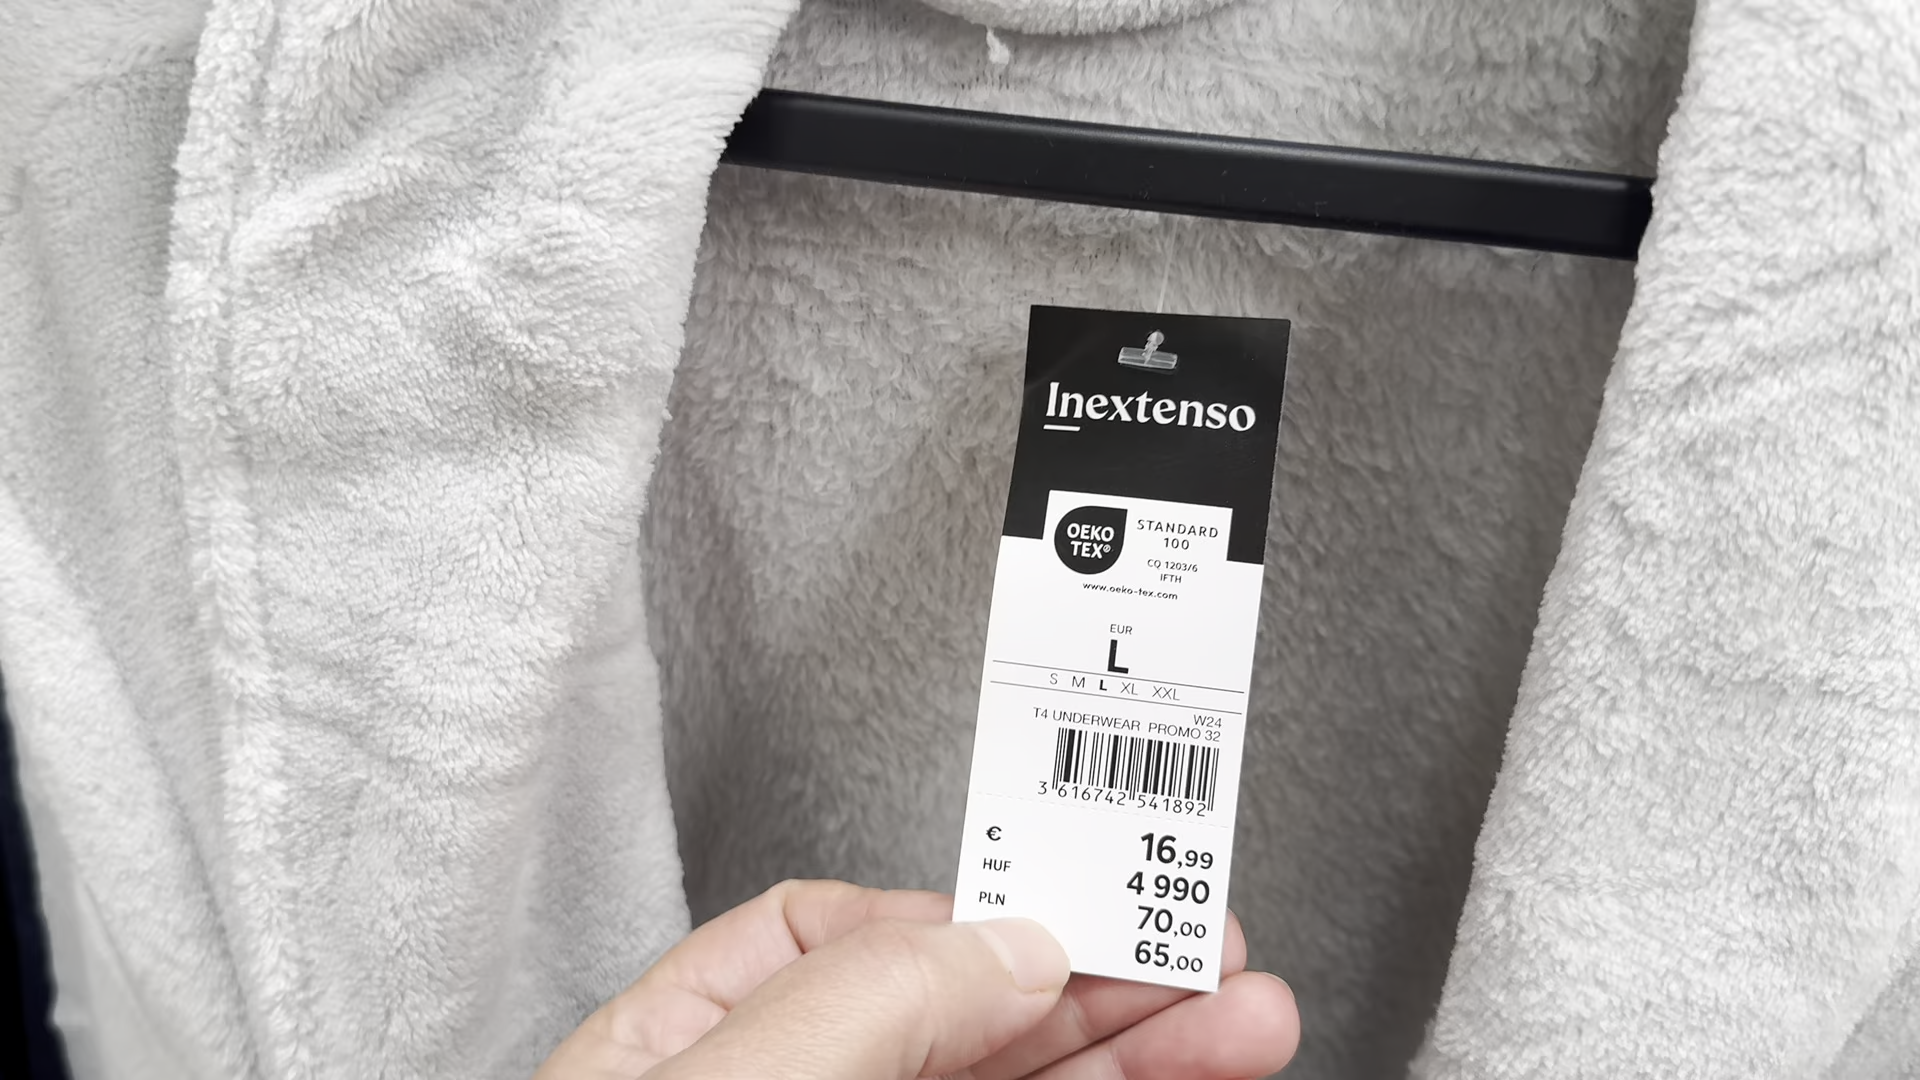 Inextenso
OEKO
TEX®
STANDARD
100
CQ 1203/6
IFTH
www.oeko-tex.com
EUR
L
S M L XL XXL
W24
T4 UNDERWEAR PROMO 32
3 616742 541892
€ 16,99
HUF 4 990
PLN 70,00
65,00